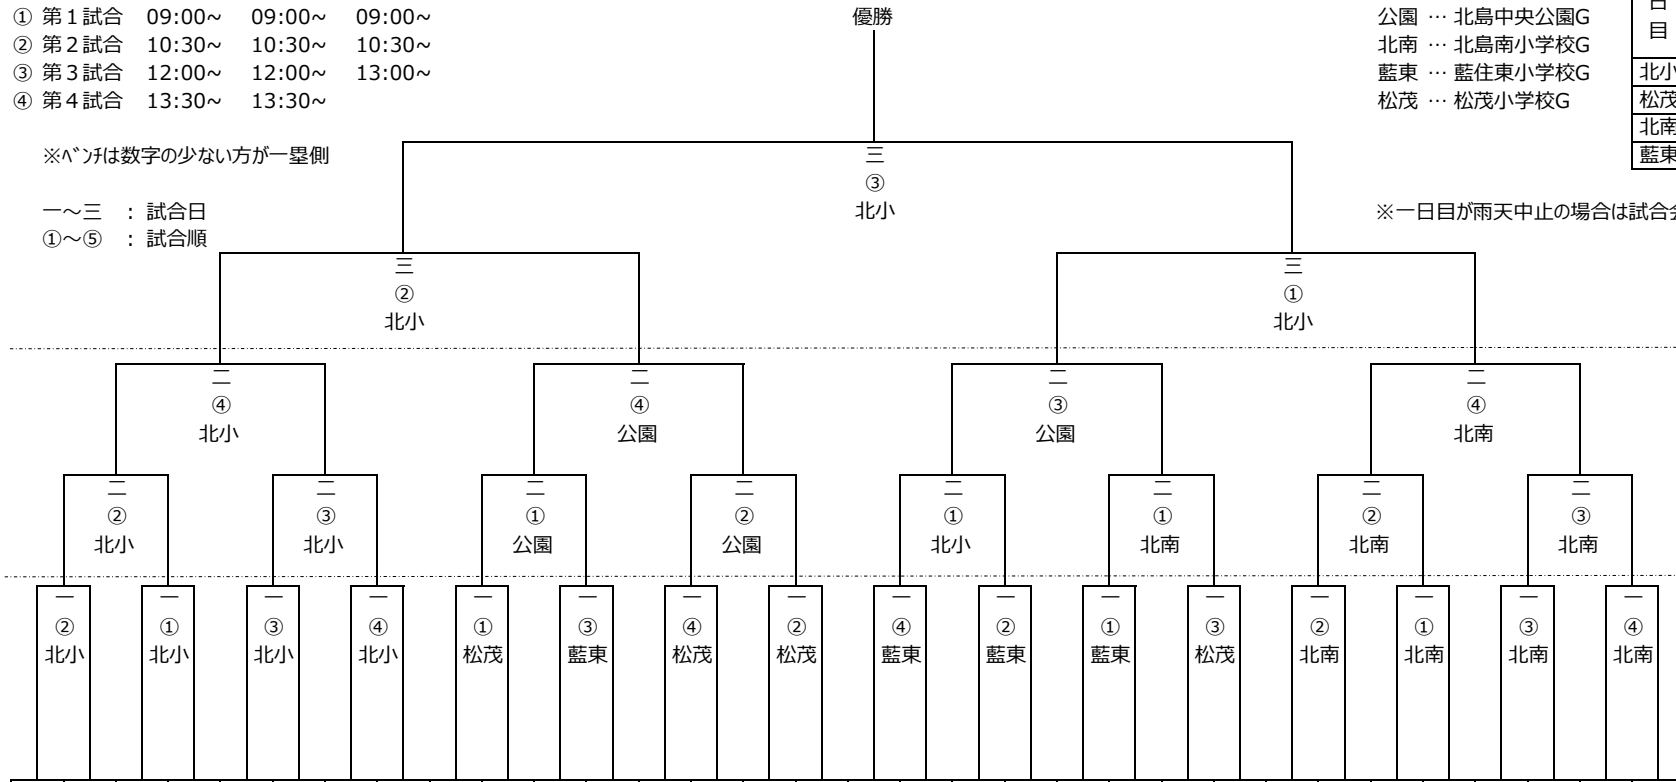 ① 第１試合 09:00~ 09:00~ 09:00~
② 第２試合 10:30~ 10:30~ 10:30~
③ 第３試合 12:00~ 12:00~ 13:00~
④ 第４試合 13:30~ 13:30~
※ﾍﾞﾝﾁは数字の少ない方が一塁側
一～三 : 試合日
①～⑤ : 試合順
優勝
公園 … 北島中央公園G
北南 … 北島南小学校G
藍東 … 藍住東小学校G
松茂 … 松茂小学校G
日
目
北小
松茂
北南
藍東
※一日目が雨天中止の場合は試合
三
③
北小
三 三
② ①
北小 北小
二 二 二 二
④ ④ ③ ④
北小 公園 公園 北南
二 二 二 二 二 二 二 二
② ③ ① ② ① ① ② ③
北小 北小 公園 公園 北小 北南 北南 北南
一 一 一 一 一 一 一 一 一 一 一 一 一 一 一 一
② ① ③ ④ ① ③ ④ ② ④ ② ① ③ ② ① ③ ④
北小 北小 北小 北小 松茂 藍東 松茂 松茂 藍東 藍東 藍東 松茂 北南 北南 北南 北南